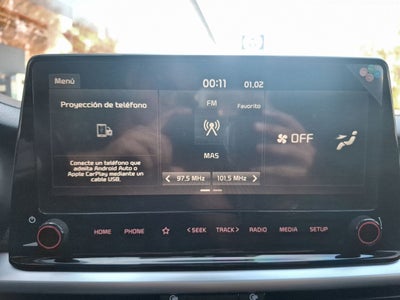 Menú
00:11
01.02
Proyección de teléfono
FM
Favorito
OFF
Conecte un teléfono que
admita Android Auto o
Apple CarPlay mediante un
cable USB.
MAS
< 97.5 MHz
101.5 MHz >
HOME
PHONE
< SEEK
TRACK >
RADIO
MEDIA
SETUP